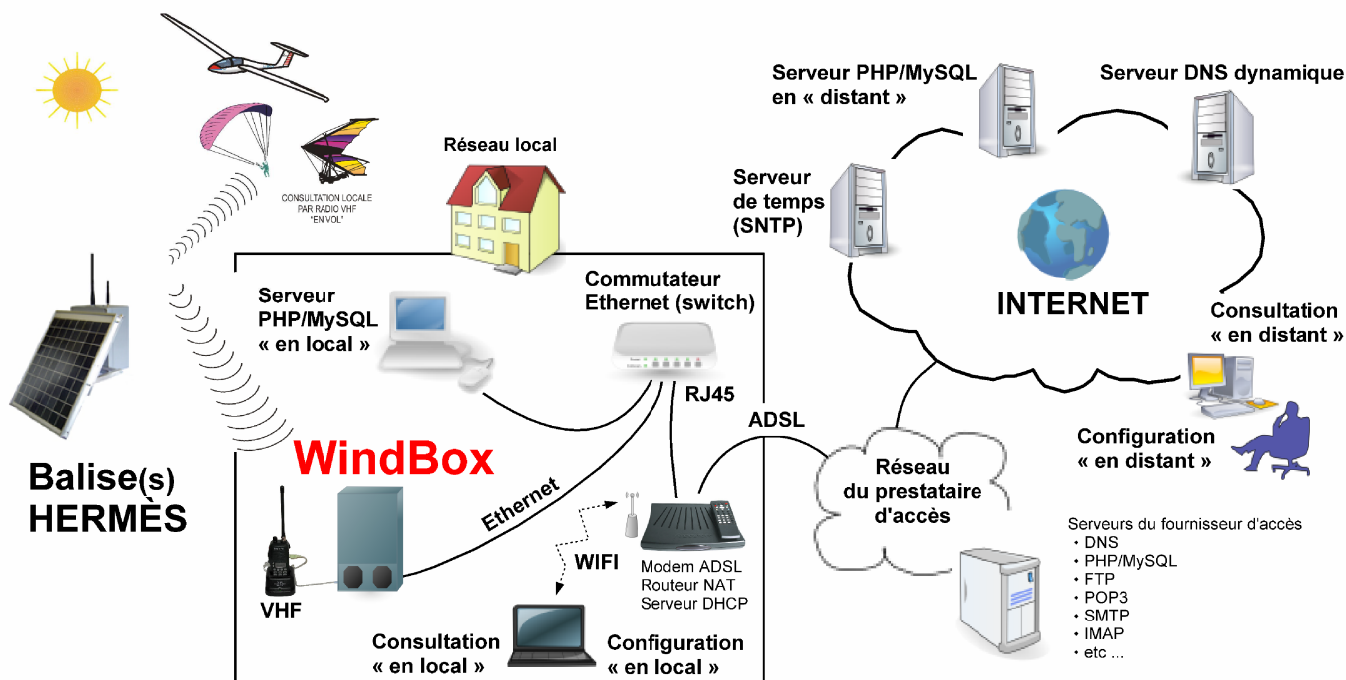 Serveur PHP/MySQL
en « distant »
Serveur DNS dynamique
Réseau local
Serveur
de temps
(SNTP)
CONSULTATION LOCALE
PAR RADIO VHF
"EN VOL"
INTERNET
Serveur
PHP/MySQL
« en local »
Commutateur
Ethernet (switch)
Consultation
« en distant »
RJ45
ADSL
Configuration
« en distant »
WindBox
Balise(s)
HERMÈS
Ethernet
Réseau
du prestataire
d'accès
WIFI
Modem ADSL
Routeur NAT
Serveur DHCP
VHF
Serveurs du fournisseur d'accès
• DNS
• PHP/MySQL
• FTP
• POP3
• SMTP
• IMAP
• etc ...
Consultation
« en local »
Configuration
« en local »